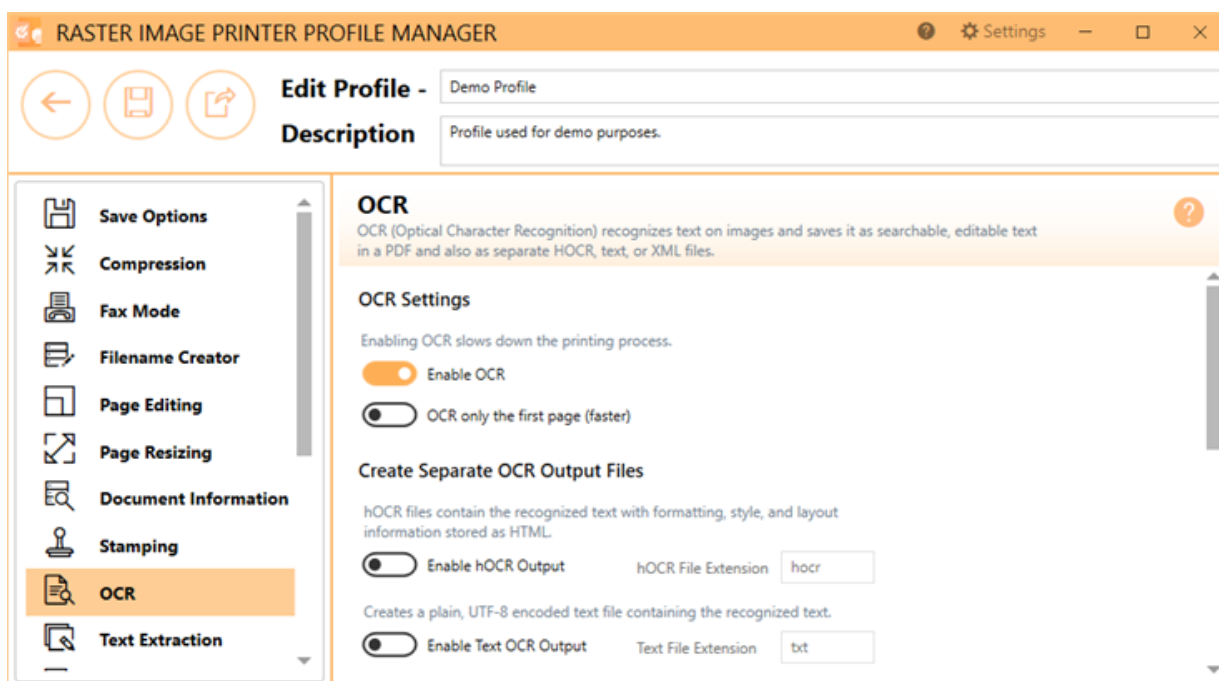 RASTER IMAGE PRINTER PROFILE MANAGER
? Settings
Edit Profile - Demo Profile
Description Profile used for demo purposes.
Save Options
Compression
Fax Mode
Filename Creator
Page Editing
Page Resizing
Document Information
Stamping
OCR
Text Extraction
OCR
?
OCR (Optical Character Recognition) recognizes text on images and saves it as searchable, editable text
in a PDF and also as separate HOCR, text, or XML files.
OCR Settings
Enabling OCR slows down the printing process.
Enable OCR
OCR only the first page (faster)
Create Separate OCR Output Files
hOCR files contain the recognized text with formatting, style, and layout
information stored as HTML.
Enable hOCR Output hOCR File Extension hocr
Creates a plain, UTF-8 encoded text file containing the recognized text.
Enable Text OCR Output Text File Extension txt